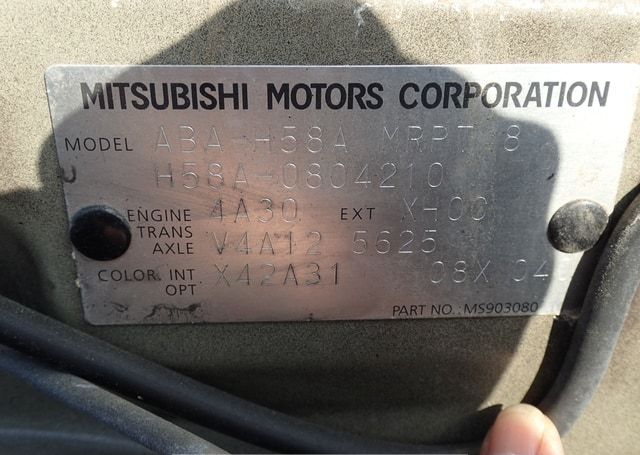 MITSUBISHI MOTORS CORPORATION
MODEL ABA-H58A MRPT 8
H58A-0804210
ENGINE 4A30 EXT X-00
TRANS
AXLE V4A12 5625
COLOR, INT X42A31 08X 04
OPT
PART NO.: MS903080